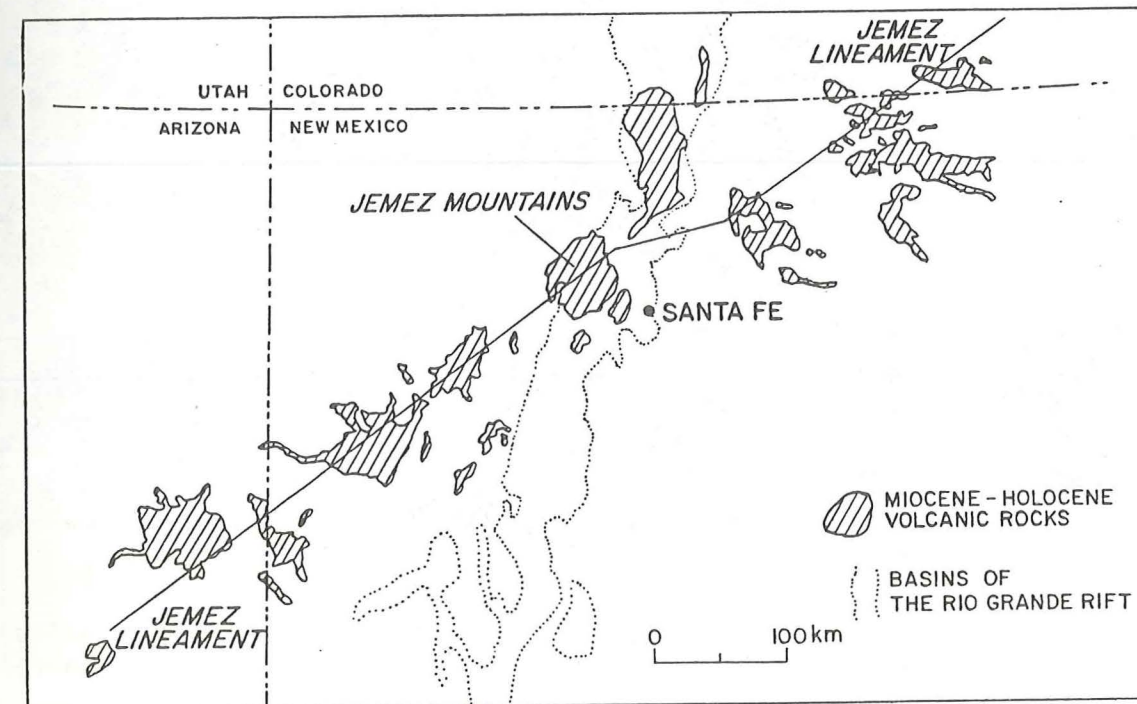 JEMEZ
LINEAMENT
UTAH COLORADO
ARIZONA NEW MEXICO
JEMEZ MOUNTAINS
SANTA FE
MIOCENE - HOLOCENE
VOLCANIC ROCKS
BASINS OF
THE RIO GRANDE RIFT
0 100 km
JEMEZ
LINEAMENT